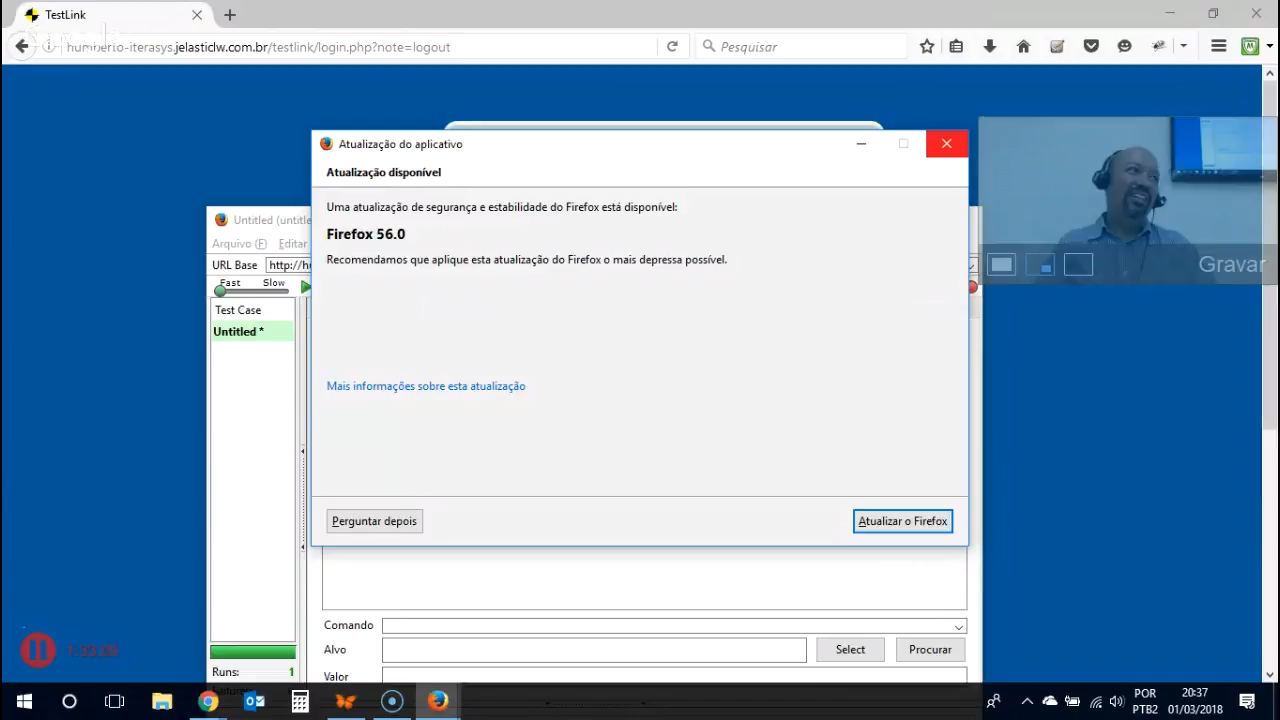 TestLink
humberto-iterasys.jelasticlw.com.br/testlink/login.php?note=logout
Pesquisar
Atualização do aplicativo
Atualização disponível
Uma atualização de segurança e estabilidade do Firefox está disponível:
Firefox 56.0
Recomendamos que aplique esta atualização do Firefox o mais depressa possível.
Mais informações sobre esta atualização
Perguntar depois
Atualizar o Firefox
Untitled (untitle
Arquivo (F) Editar
URL Base http://h
Fast Slow
Test Case
Untitled *
Gravar
Comando
Alvo Select Procurar
Valor
Runs: 1
Failures:
POR
PTB2
20:37
01/03/2018